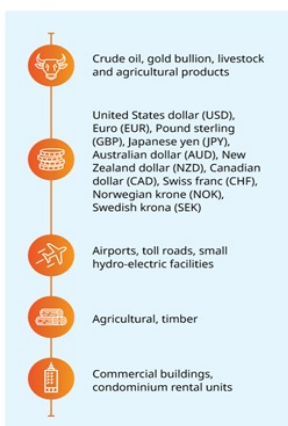 Crude oil, gold bullion, livestock
and agricultural products
United States dollar (USD),
Euro (EUR), Pound sterling
(GBP), Japanese yen (JPY),
Australian dollar (AUD), New
Zealand dollar (NZD), Canadian
dollar (CAD), Swiss franc (CHF),
Norwegian krone (NOK),
Swedish krona (SEK)
Airports, toll roads, small
hydro-electric facilities
Agricultural, timber
Commercial buildings,
condominium rental units